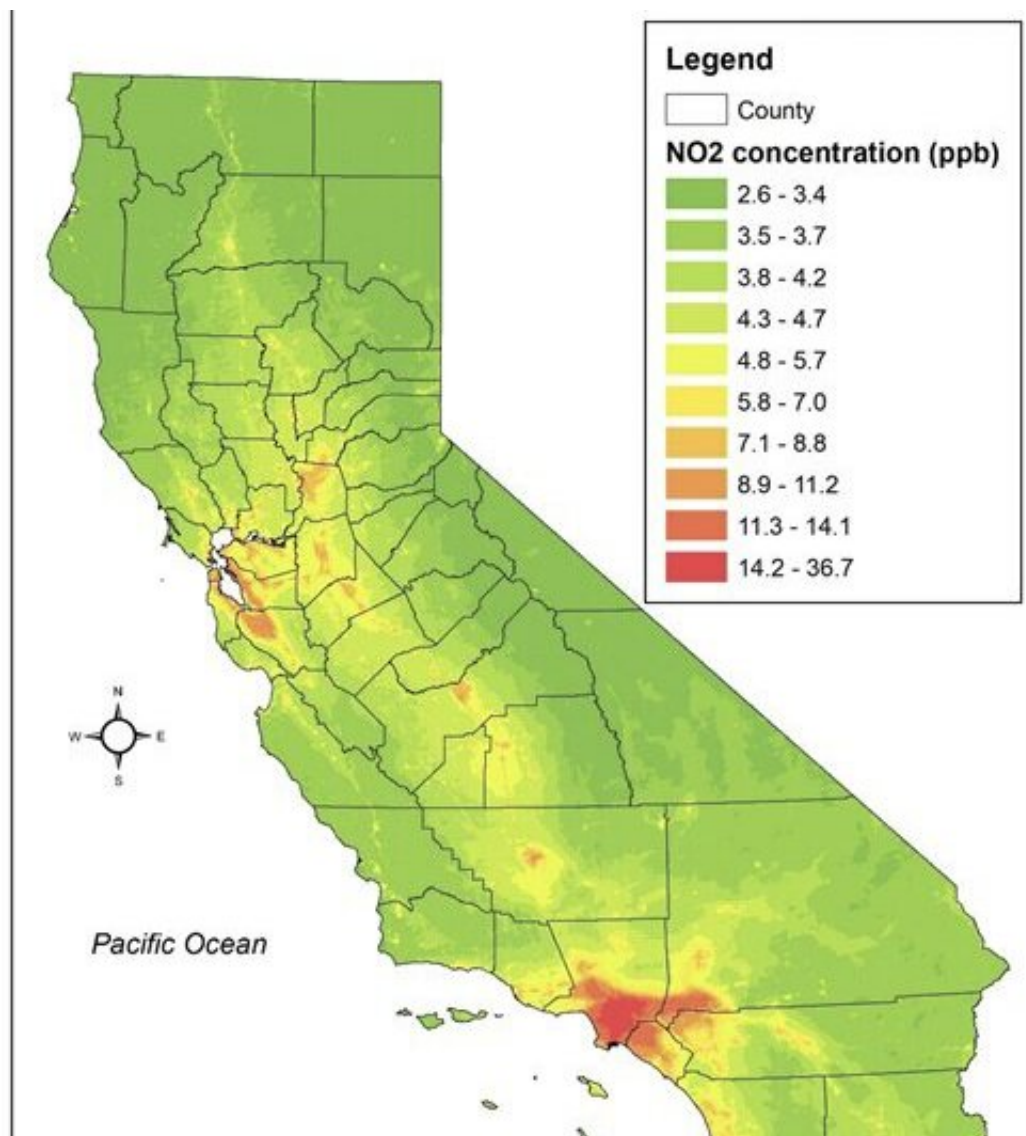 Legend
County
NO2 concentration (ppb)
2.6 - 3.4
3.5 - 3.7
3.8 - 4.2
4.3 - 4.7
4.8 - 5.7
5.8 - 7.0
7.1 - 8.8
8.9 - 11.2
11.3 - 14.1
14.2 - 36.7
N
W E
S
Pacific Ocean